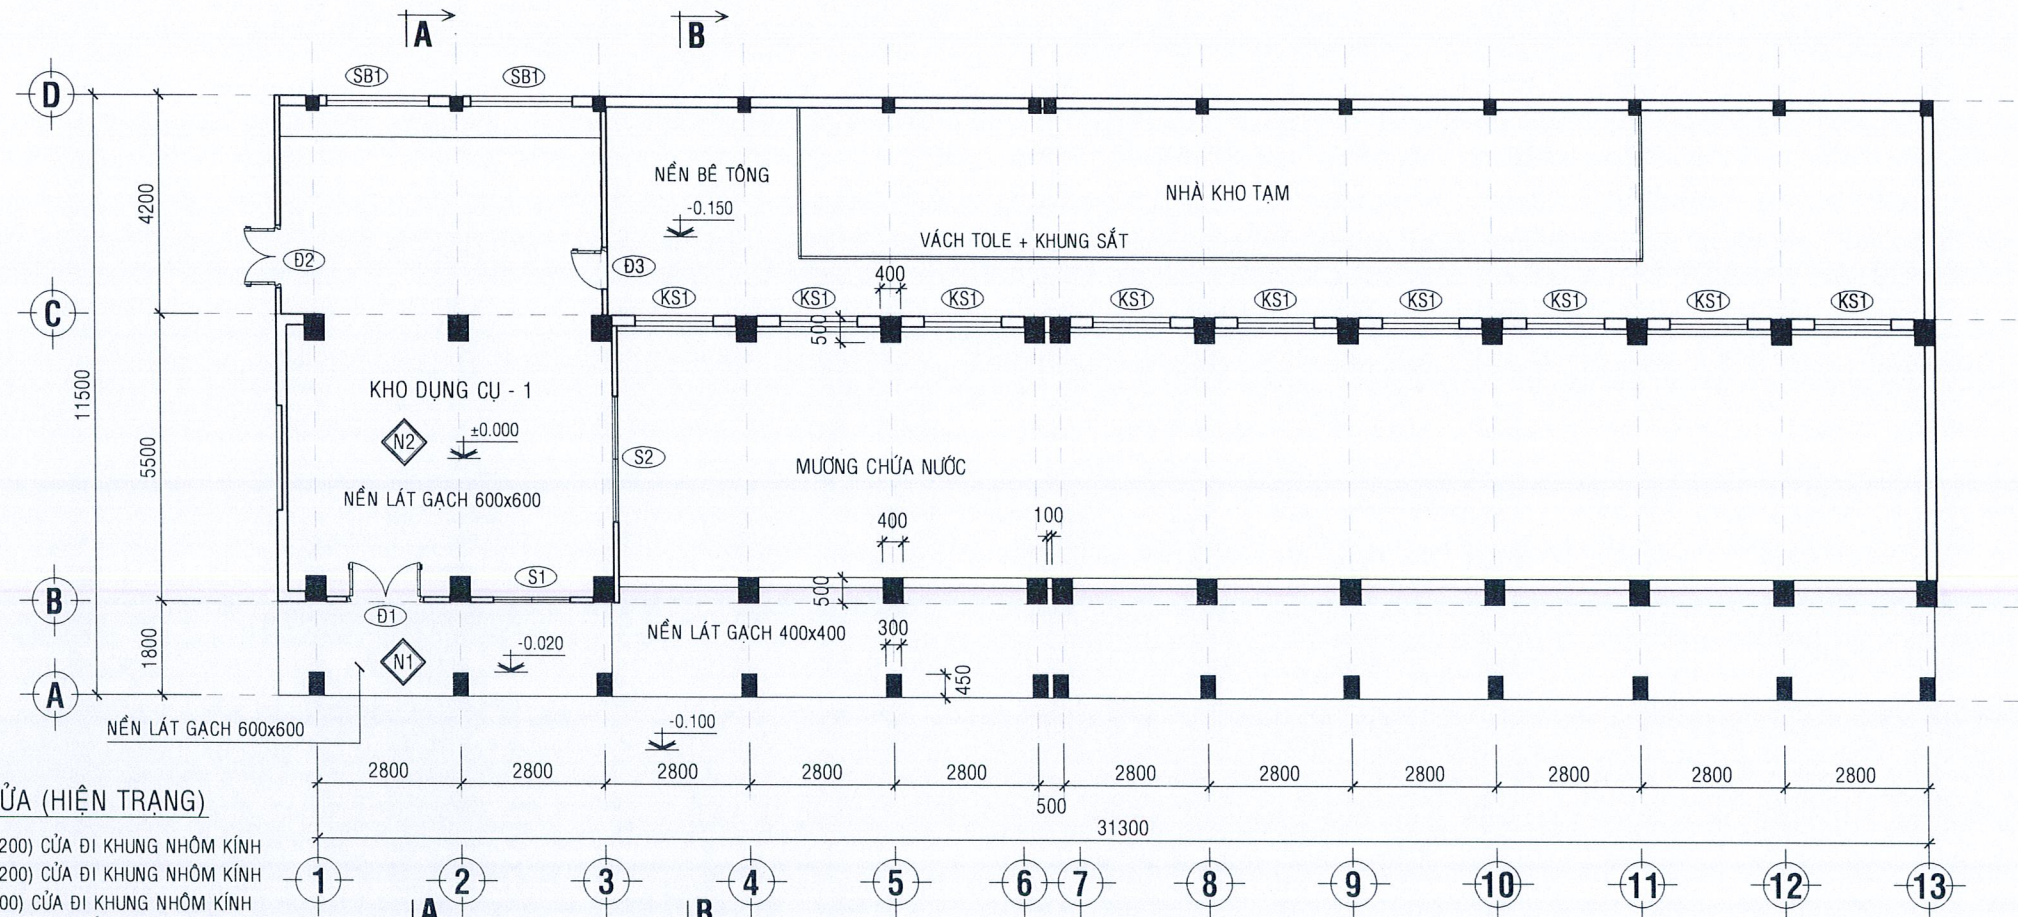 A B
SB1 SB1
D
NỀN BÊ TÔNG
NHÀ KHO TẠM
-0.150
4200
VÁCH TOLE + KHUNG SẮT
Đ2 Đ3
400
KS1 KS1 KS1 KS1 KS1 KS1 KS1 KS1 KS1
C
500
KHO DỤNG CỤ - 1
11500
N2 ±0.000
5500
S2
MƯƠNG CHỨA NƯỚC
NỀN LÁT GẠCH 600x600
400 100
S1
500
B
Đ1
NỀN LÁT GẠCH 400x400
300
1800
N1 -0.020
450
A
-0.100
NỀN LÁT GẠCH 600x600
2800 2800 2800 2800 2800 2800 2800 2800 2800 2800 2800
500
ỬA (HIỆN TRẠNG)
31300
200) CỬA ĐI KHUNG NHÔM KÍNH
200) CỬA ĐI KHUNG NHÔM KÍNH
00) CỬA ĐI KHUNG NHÔM KÍNH
1 2 3 4 5 6 7 8 9 10 11 12 13
A B